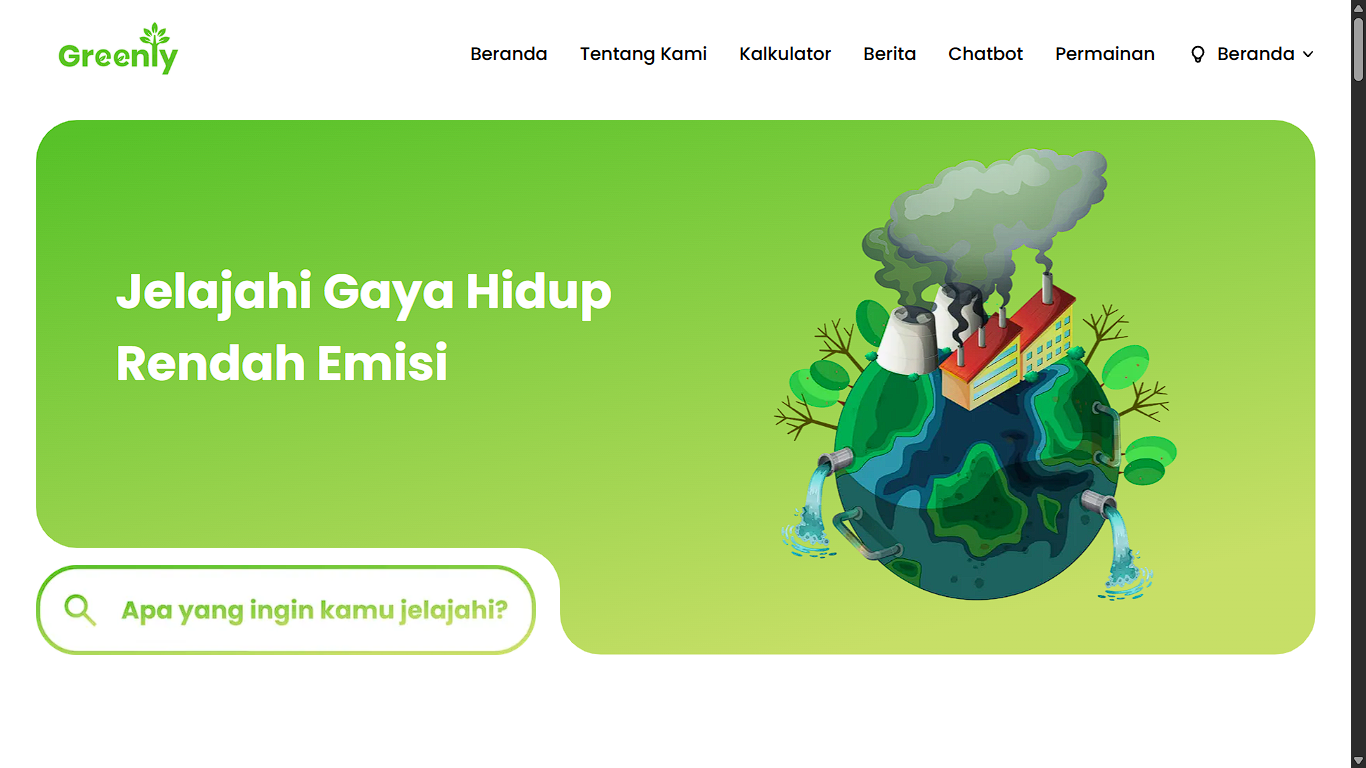 Greenly
Beranda Tentang Kami Kalkulator Berita Chatbot Permainan Beranda
Jelajahi Gaya Hidup
Rendah Emisi
Apa yang ingin kamu jelajahi?